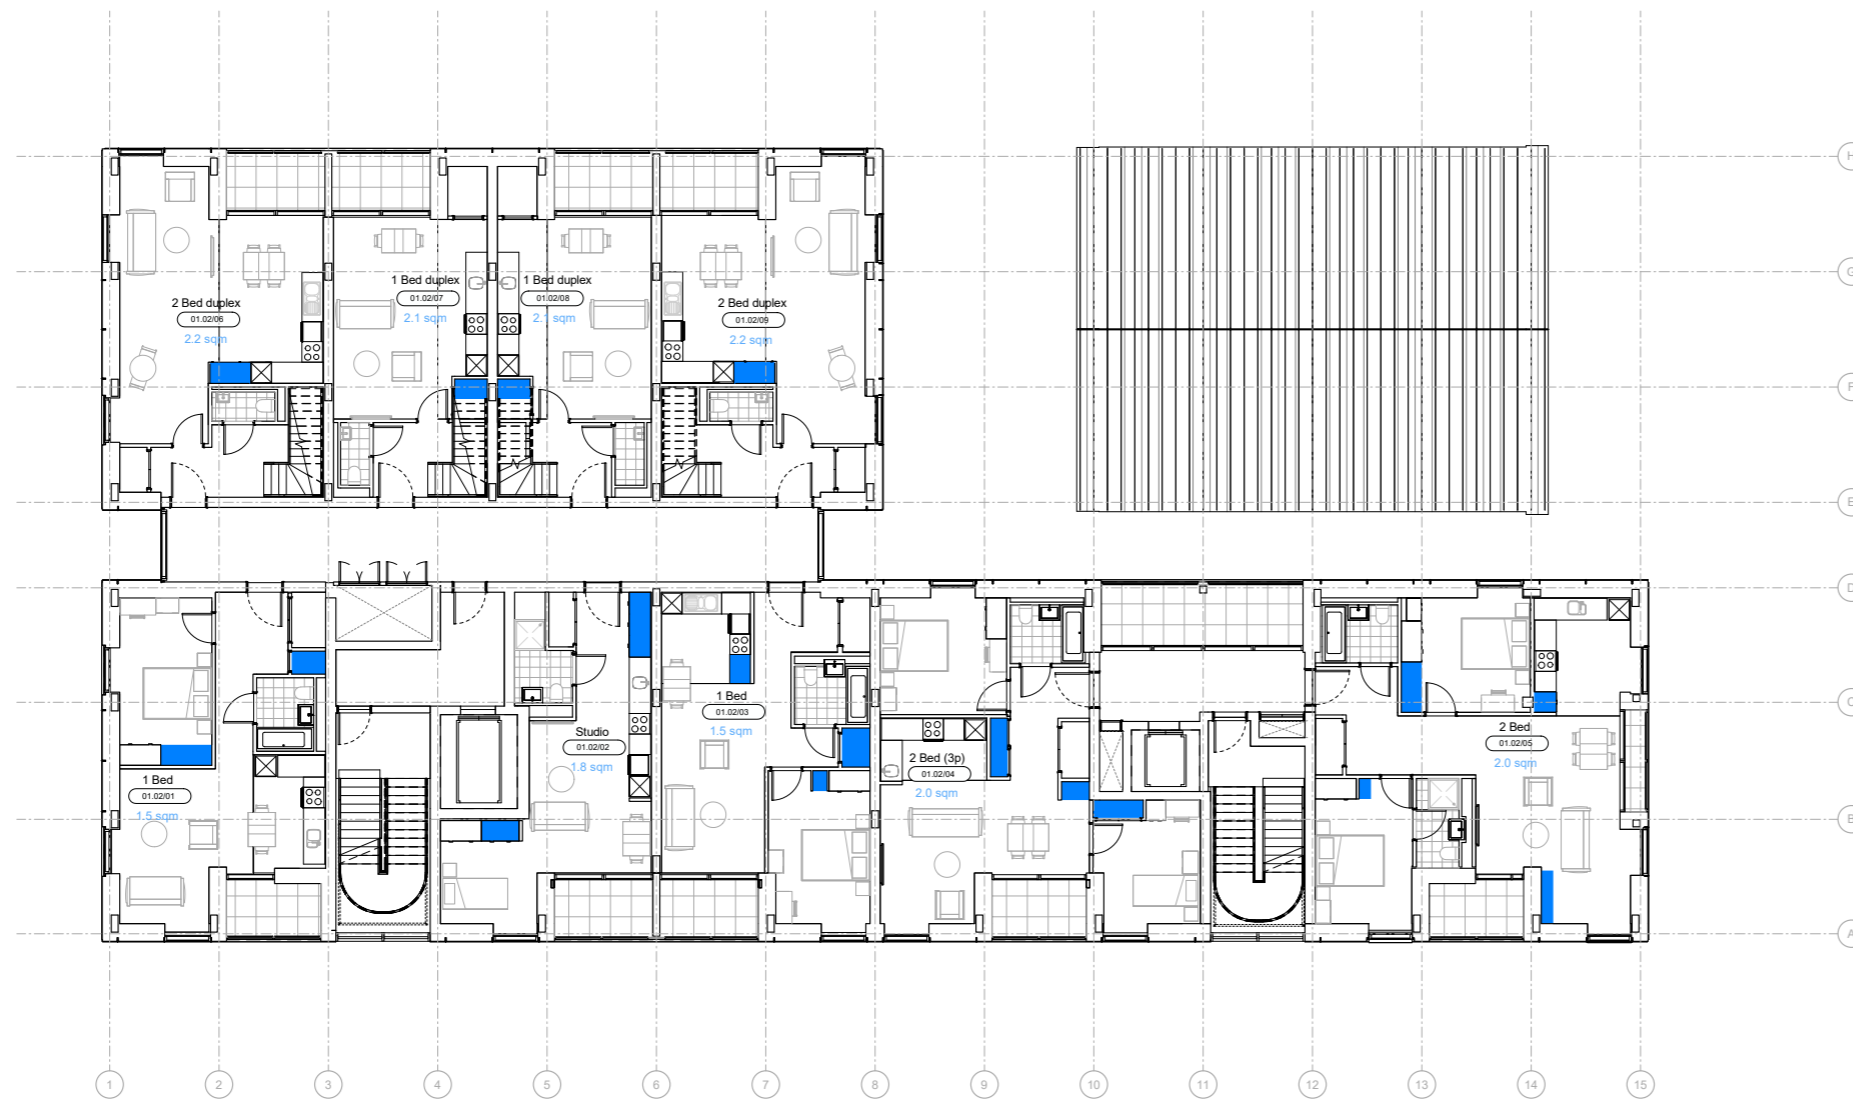 H
2 Bed duplex
01.02/06
2.2 sqm
1 Bed duplex
01.02/07
2.1 sqm
1 Bed duplex
01.02/08
2.1 sqm
2 Bed duplex
01.02/09
2.2 sqm
G
F
E
D
1 Bed
01.02/01
1.5 sqm
Studio
01.02/02
1.8 sqm
1 Bed
01.02/03
1.5 sqm
2 Bed (3p)
01.02/04
2.0 sqm
2 Bed
01.02/05
2.0 sqm
C
B
A
1 2 3 4 5 6 7 8 9 10 11 12 13 14 15